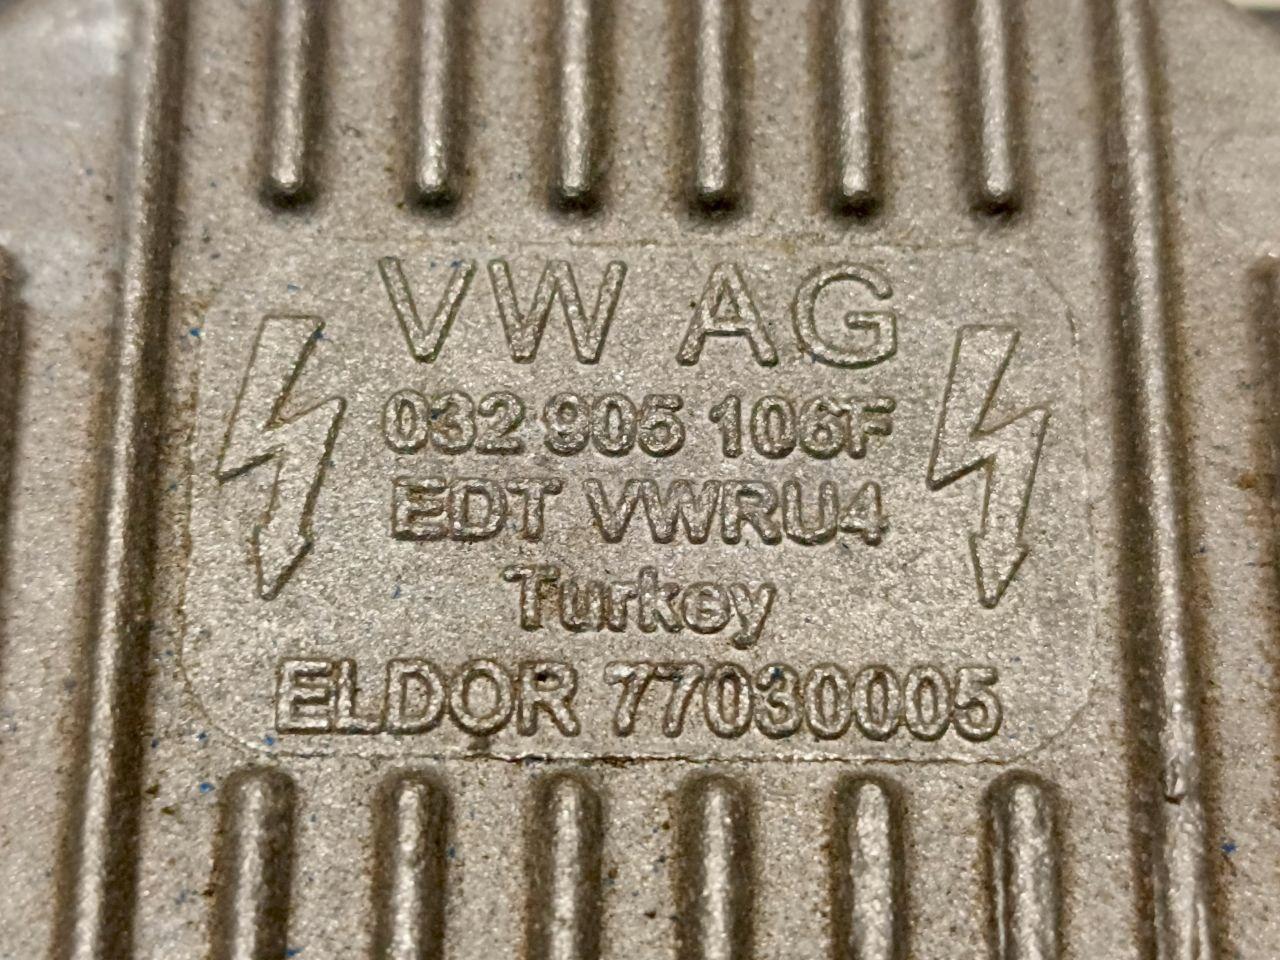 VW AG
032 905 106F
EDT VWRU4
Turkey
ELDOR 77030005